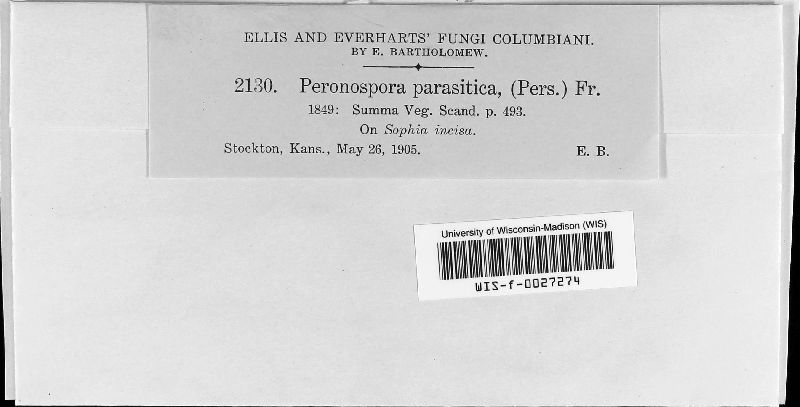 ELLIS AND EVERHARTS' FUNGI COLUMBIANI.
BY E. BARTHOLOMEW.
2130. Peronospora parasitica, (Pers.) Fr.
1849: Summa Veg. Scand. p. 493.
On Sophia incisa.
Stockton, Kans., May 26, 1905. E. B.
University of Wisconsin-Madison (WIS)
WIS-f-0027274